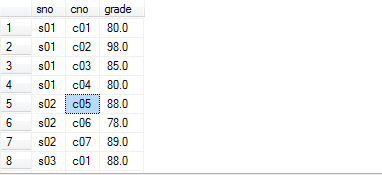 sno cno grade
1 s01 c01 80.0
2 s01 c02 98.0
3 s01 c03 85.0
4 s01 c04 80.0
5 s02 c05 88.0
6 s02 c06 78.0
7 s02 c07 89.0
8 s03 c01 88.0